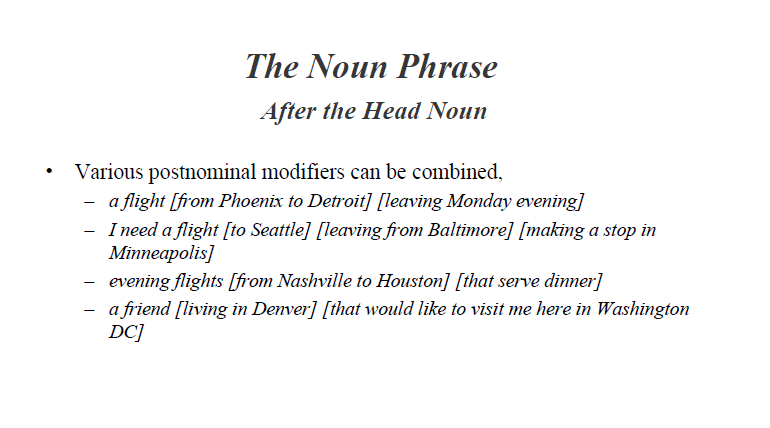 The Noun Phrase
After the Head Noun
• Various postnominal modifiers can be combined,
– a flight [from Phoenix to Detroit] [leaving Monday evening]
– I need a flight [to Seattle] [leaving from Baltimore] [making a stop in
Minneapolis]
– evening flights [from Nashville to Houston] [that serve dinner]
– a friend [living in Denver] [that would like to visit me here in Washington
DC]